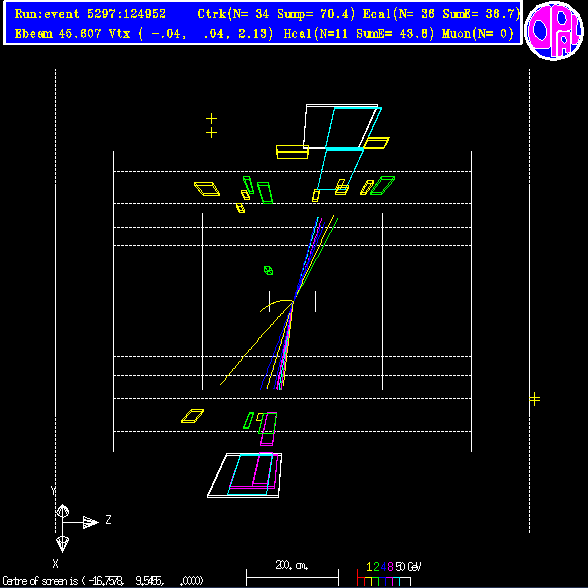 Run:event 5297:124952 Ctrk(N= 34 Sump= 70.4) Ecal(N= 36 SumE= 38.7)
Ebeam 45.607 Vtx ( -.04, .04, 2.13) Hcal(N=11 SumE= 43.8) Muon(N= 0)
OPAL
Y
Z
X
200. cm.
1 2 4 8 50 GeV
Centre of screen is ( -16.7578, 9.5455, .0000)